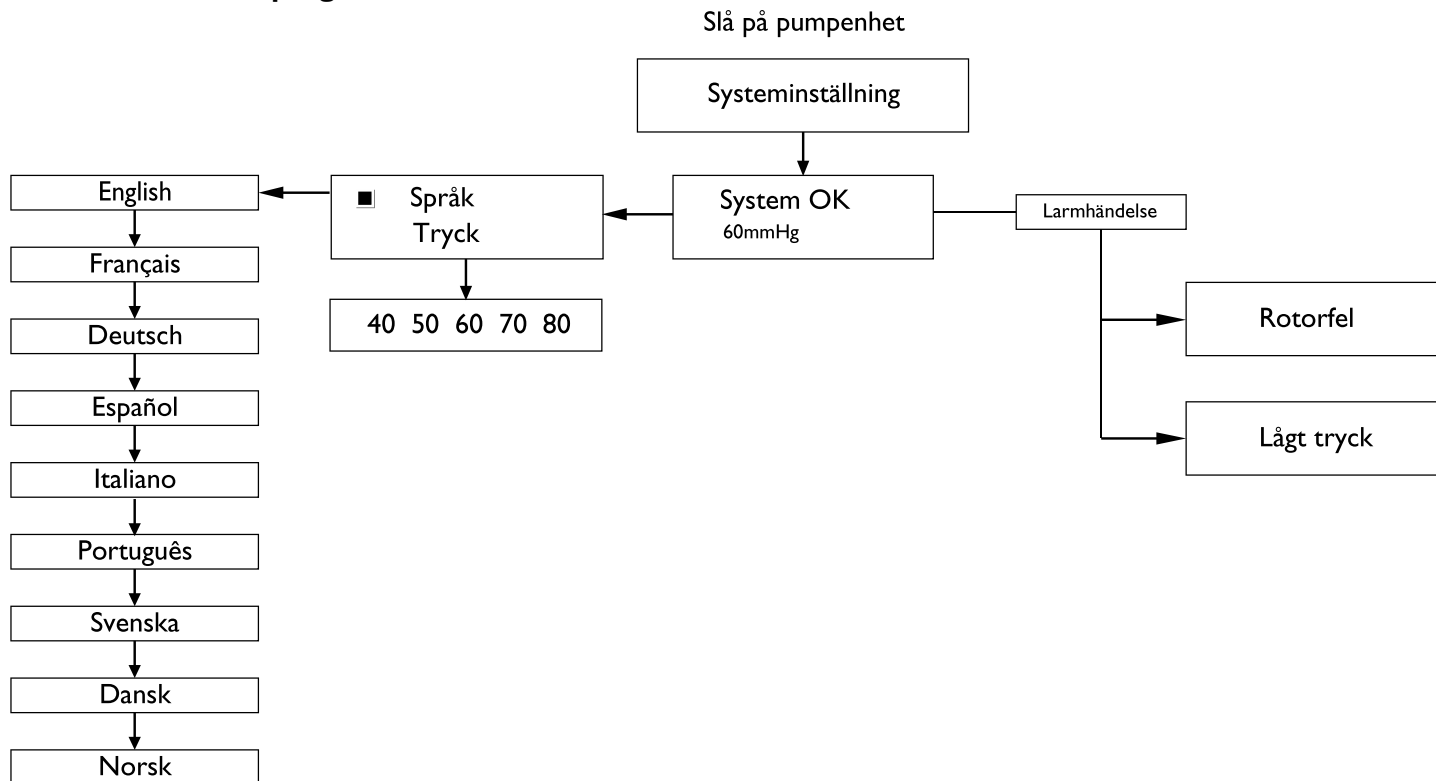 Slå på pumpenhet
Systeminställning
System OK
60mmHg
Språk
Tryck
40 50 60 70 80
English
Français
Deutsch
Español
Italiano
Português
Svenska
Dansk
Norsk
Larmhändelse
Rotorfel
Lågt tryck